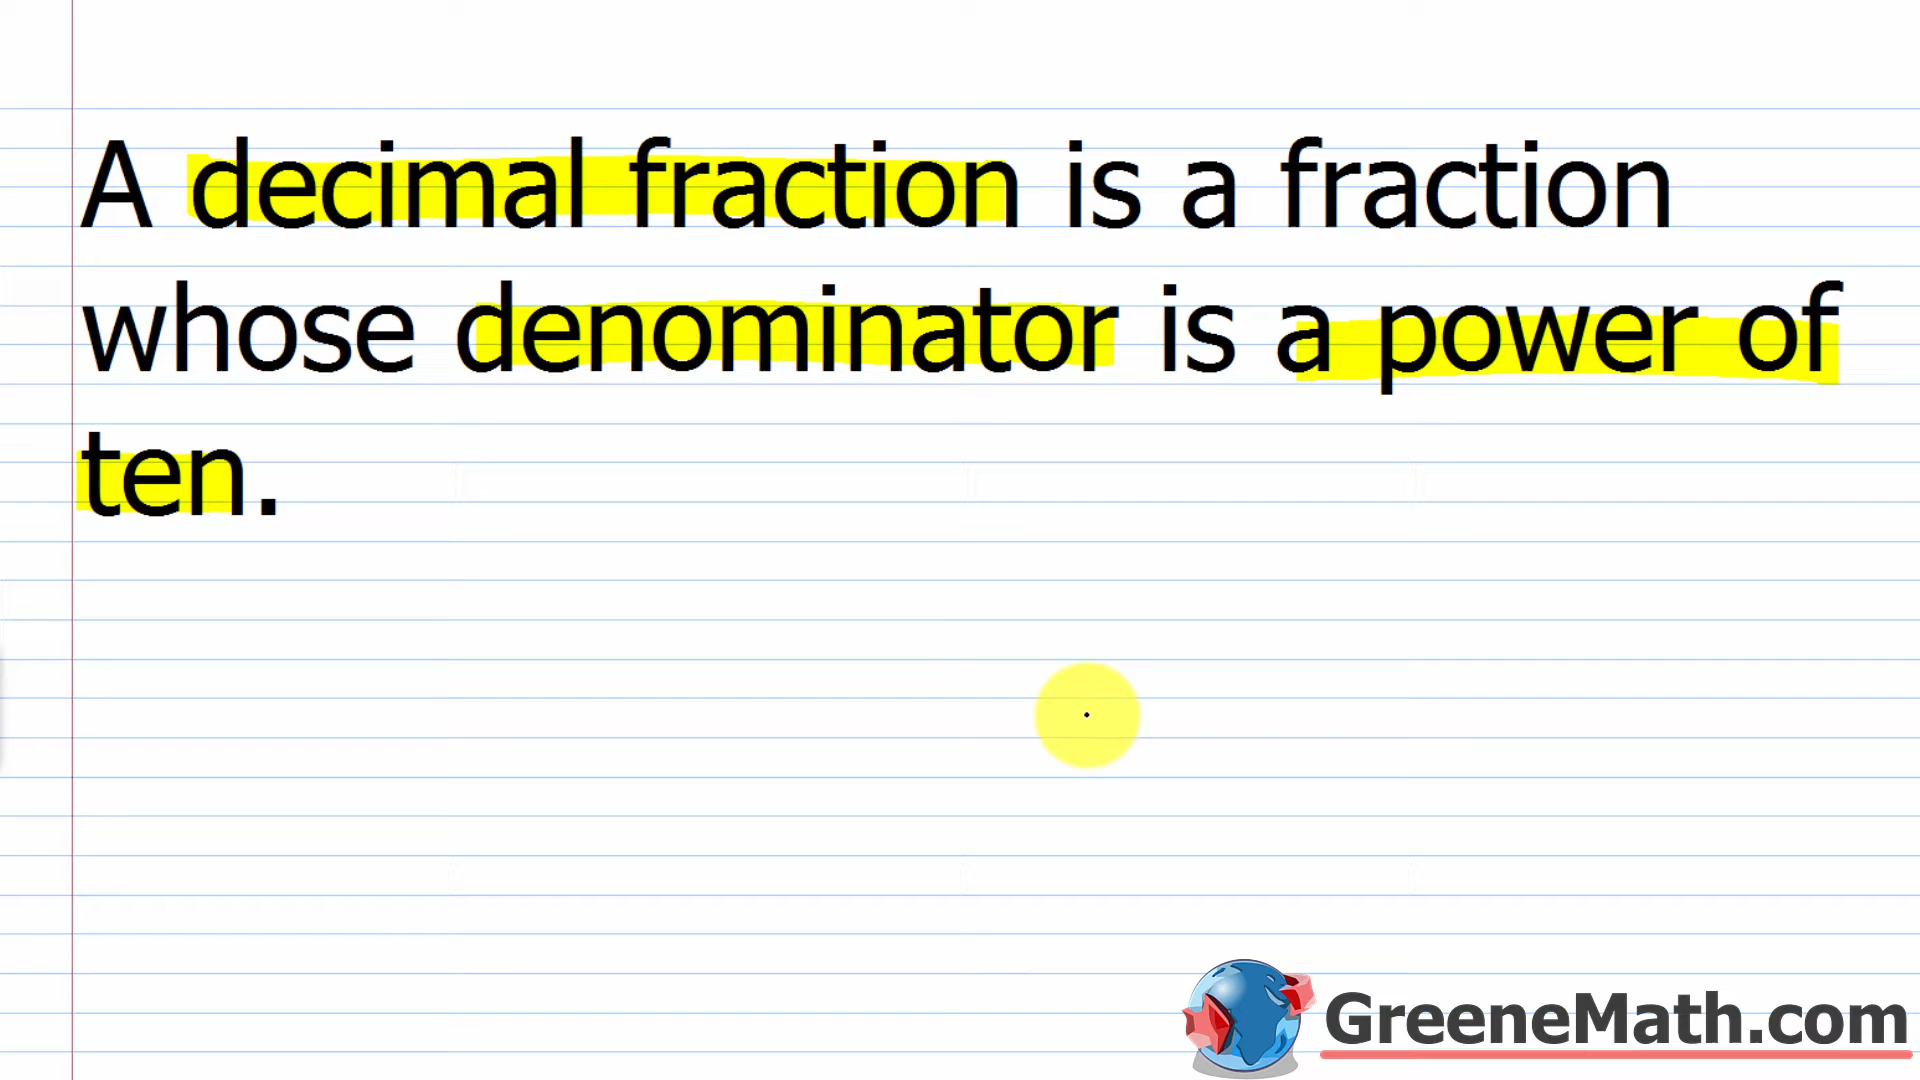 A decimal fraction is a fraction
whose denominator is a power of
ten.
GreeneMath.com